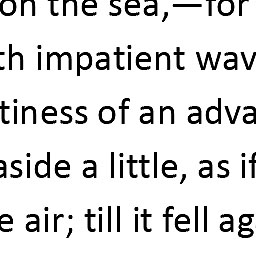 on the sea,—for
th impatient wav
tiness of an adva
aside a little, as if
e air; till it fell ag